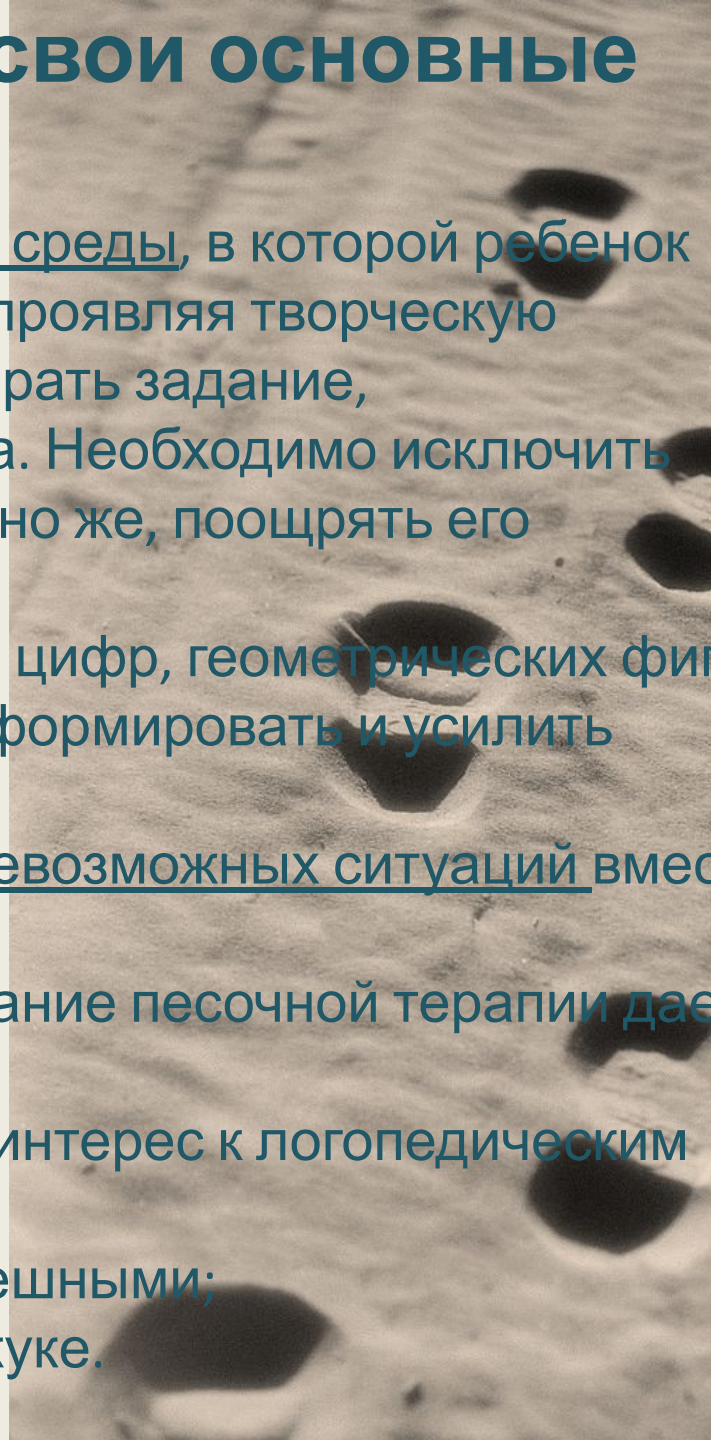 свои основные
среды, в которой ребенок
проявляя творческую
рать задание,
а. Необходимо исключить
но же, поощрять его
цифр, геометрических фиг
формировать и усилить
евозможных ситуаций вмес
ание песочной терапии дае
интерес к логопедическим
ешными;
куке.